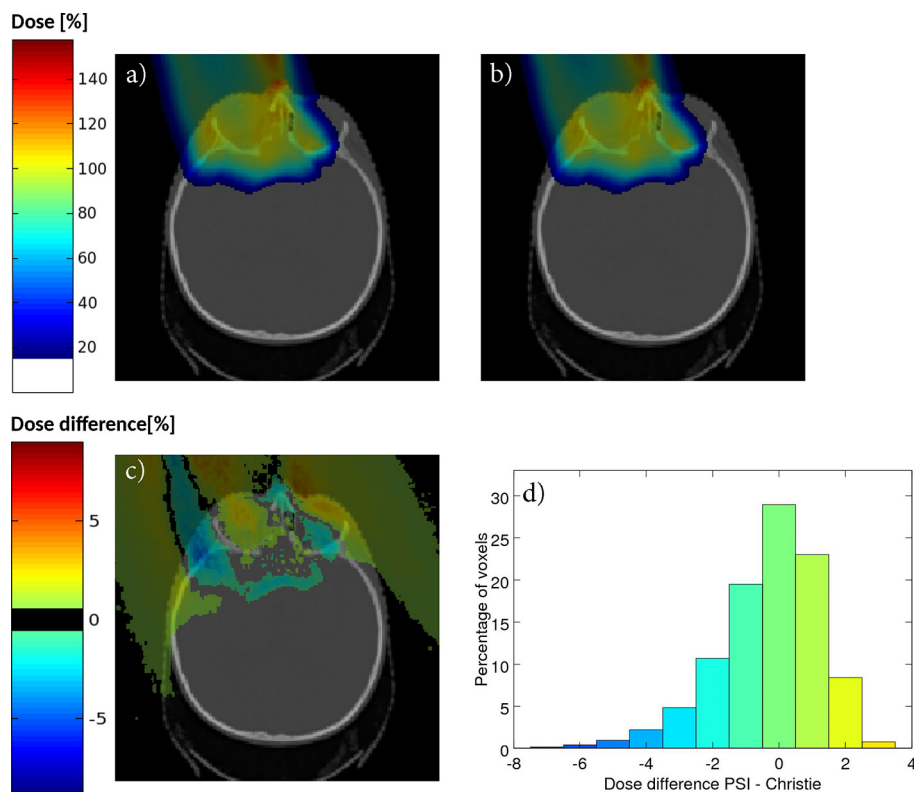 Dose [%]
140
120
100
80
60
40
20
a)
b)
Dose difference[%]
5
0
-5
c)
d)
Percentage of voxels
30
25
20
15
10
5
0
-8 -6 -4 -2 0 2 4
Dose difference PSI - Christie